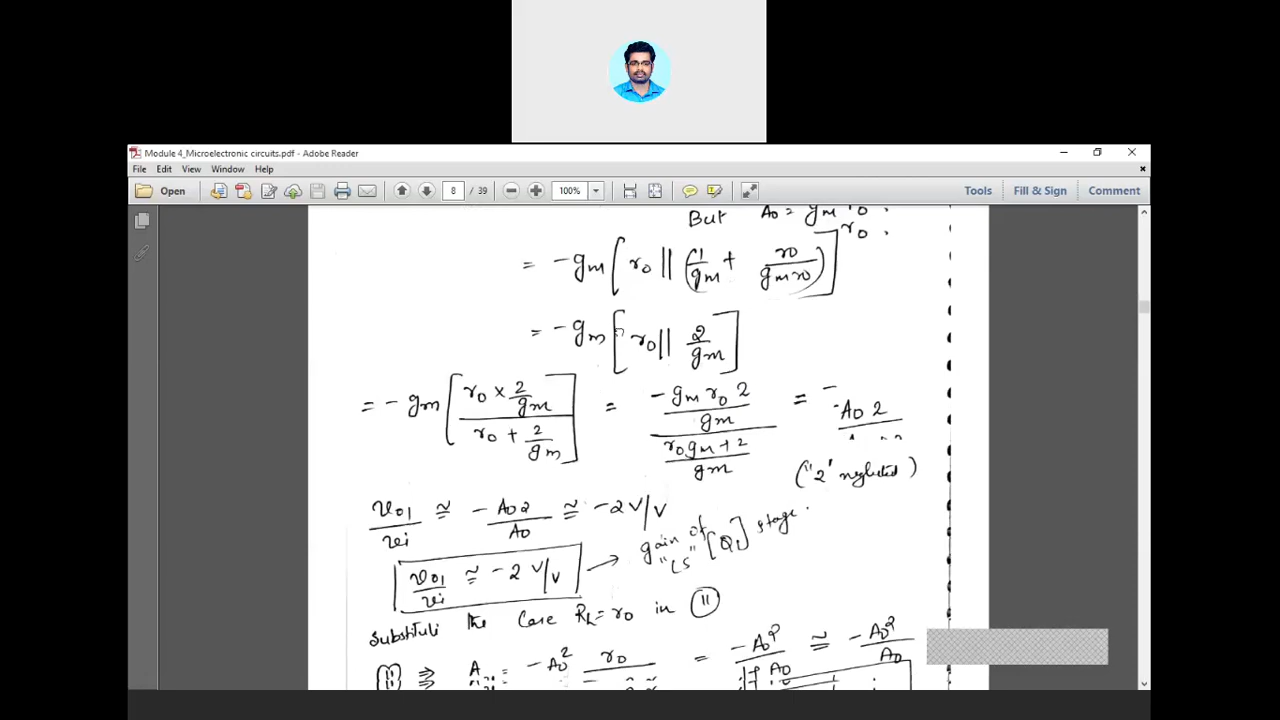 Module 4_Microelectronic circuits.pdf - Adobe Reader
File Edit View Window Help
Open 8 / 39 100% Tools Fill & Sign Comment
But A0 = gm r0 .
= -gm [ r0 || (1/gm + r0/gm r0) ] r0 .
= -gm [ r0 || 2/gm ]
= -gm [ (r0 × 2/gm) / (r0 + 2/gm) ] = (-gm r0 2 / gm) / ((r0 gm + 2) / gm) = - A0 2
("2" neglected)
v01/vi ≅ -A0 2/A0 ≅ -2 V/V
v01/vi ≅ -2 V/V → gain of "CS" [Q1] stage .
Substitute the Case RL = r0 in (11)
(11) ⇒ A = -A0² r0 = -A0² / 1+A0 ≅ -A0² / A0